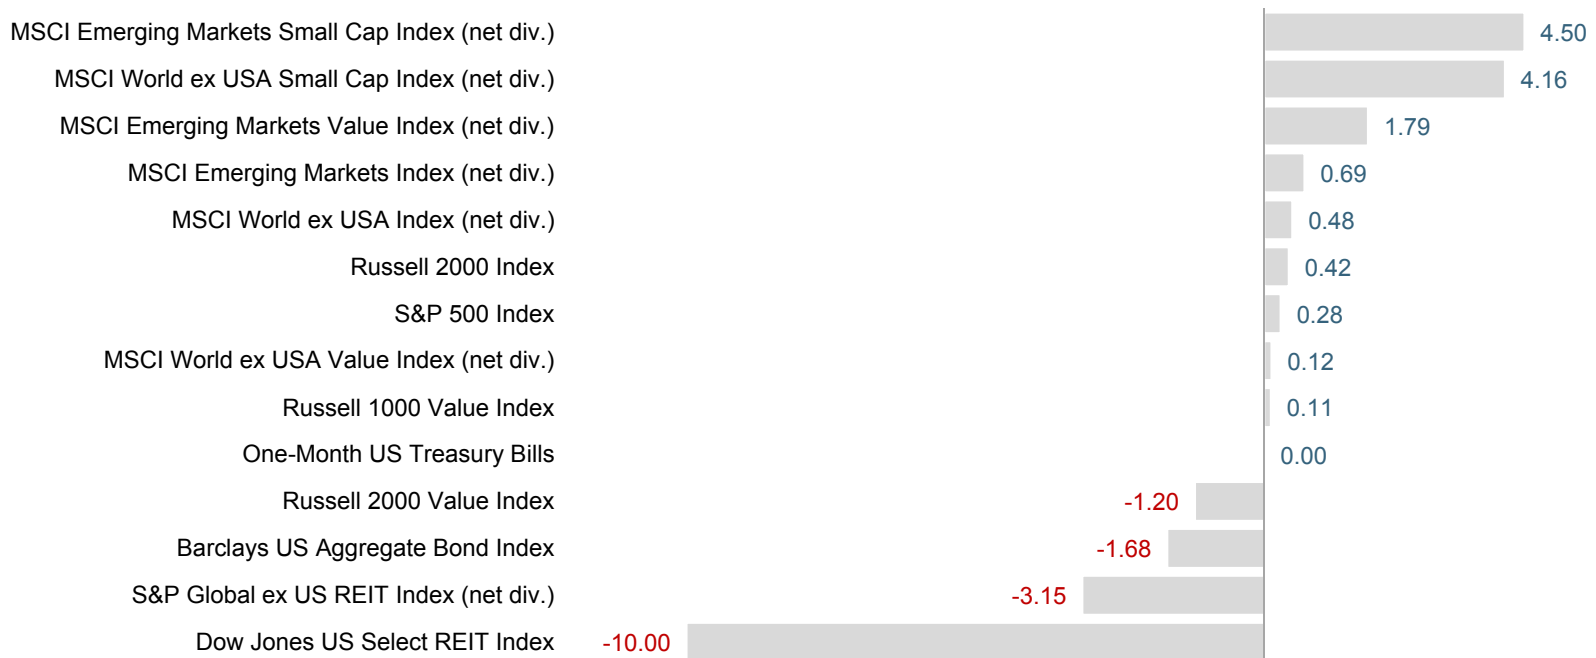 MSCI Emerging Markets Small Cap Index (net div.) 4.50
MSCI World ex USA Small Cap Index (net div.) 4.16
MSCI Emerging Markets Value Index (net div.) 1.79
MSCI Emerging Markets Index (net div.) 0.69
MSCI World ex USA Index (net div.) 0.48
Russell 2000 Index 0.42
S&P 500 Index 0.28
MSCI World ex USA Value Index (net div.) 0.12
Russell 1000 Value Index 0.11
One-Month US Treasury Bills 0.00
Russell 2000 Value Index -1.20
Barclays US Aggregate Bond Index -1.68
S&P Global ex US REIT Index (net div.) -3.15
Dow Jones US Select REIT Index -10.00